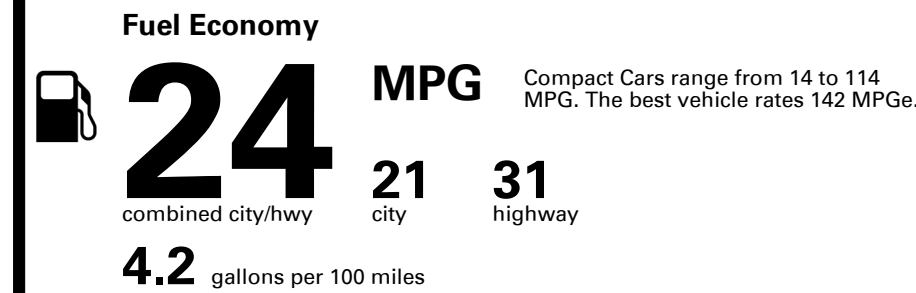 Fuel Economy
24 MPG
Compact Cars range from 14 to 114
MPG. The best vehicle rates 142 MPGe.
combined city/hwy
21
city
31
highway
4.2 gallons per 100 miles